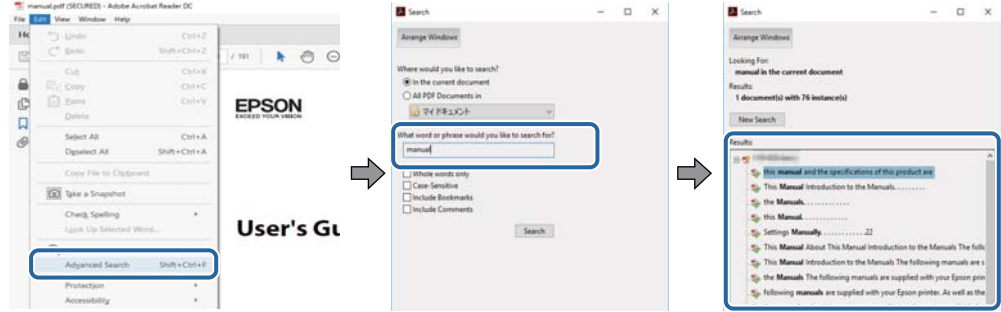 manual.pdf (SECURED) - Adobe Acrobat Reader DC
File Edit View Window Help
Undo Ctrl+Z
Redo Shift+Ctrl+Z
Cut Ctrl+X
Copy Ctrl+C
Paste Ctrl+V
Delete
Select All Ctrl+A
Deselect All Shift+Ctrl+A
Copy File to Clipboard
Take a Snapshot
Check Spelling
Look Up Selected Word...
Advanced Search Shift+Ctrl+F
Protection
Accessibility
/ 181
EPSON
EXCEED YOUR VISION
User's Gu
Search
Arrange Windows
Where would you like to search?
In the current document
All PDF Documents in
マイ ドキュメント
What word or phrase would you like to search for?
manual
Whole words only
Case-Sensitive
Include Bookmarks
Include Comments
Search
Search
Arrange Windows
Looking For:
manual in the current document
Results:
1 document(s) with 76 instance(s)
New Search
Results:
this manual and the specifications of this product are
This Manual Introduction to the Manuals. . . . . . . . .
the Manuals. . . . . . . . . . . . .
this Manual. . . . . . . . . . . . .
Settings Manually. . . . . . . . . . . . .22
This Manual About This Manual Introduction to the Manuals The follo
This Manual Introduction to the Manuals The following manuals are s
the Manuals The following manuals are supplied with your Epson prin
following manuals are supplied with your Epson printer. As well as the